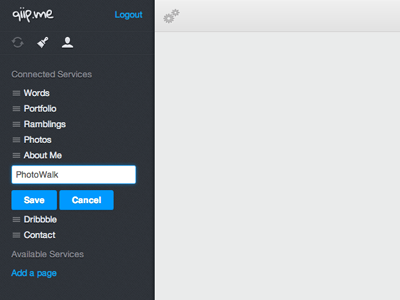 qiip.me
Logout
Connected Services
Words
Portfolio
Ramblings
Photos
About Me
PhotoWalk
Save Cancel
Dribbble
Contact
Available Services
Add a page